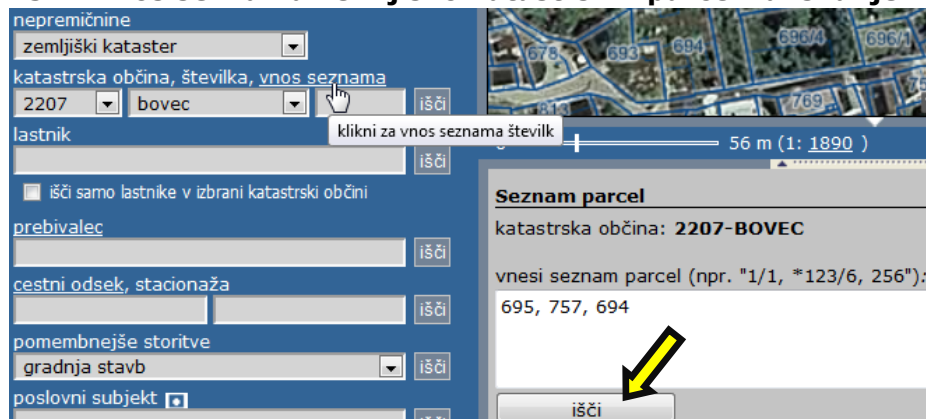 nepremičnine
zemljiški kataster
katastrska občina, številka, vnos seznama
2207 bovec išči
klikni za vnos seznama številk
lastnik
išči
išči samo lastnike v izbrani katastrski občini
prebivalec
išči
cestni odsek, stacionaža
išči
pomembnejše storitve
gradnja stavb išči
poslovni subjekt
678 693 694 696/4 696/1
813 769
56 m (1: 1890 )
Seznam parcel
katastrska občina: 2207-BOVEC
vnesi seznam parcel (npr. "1/1, *123/6, 256"):
695, 757, 694
išči